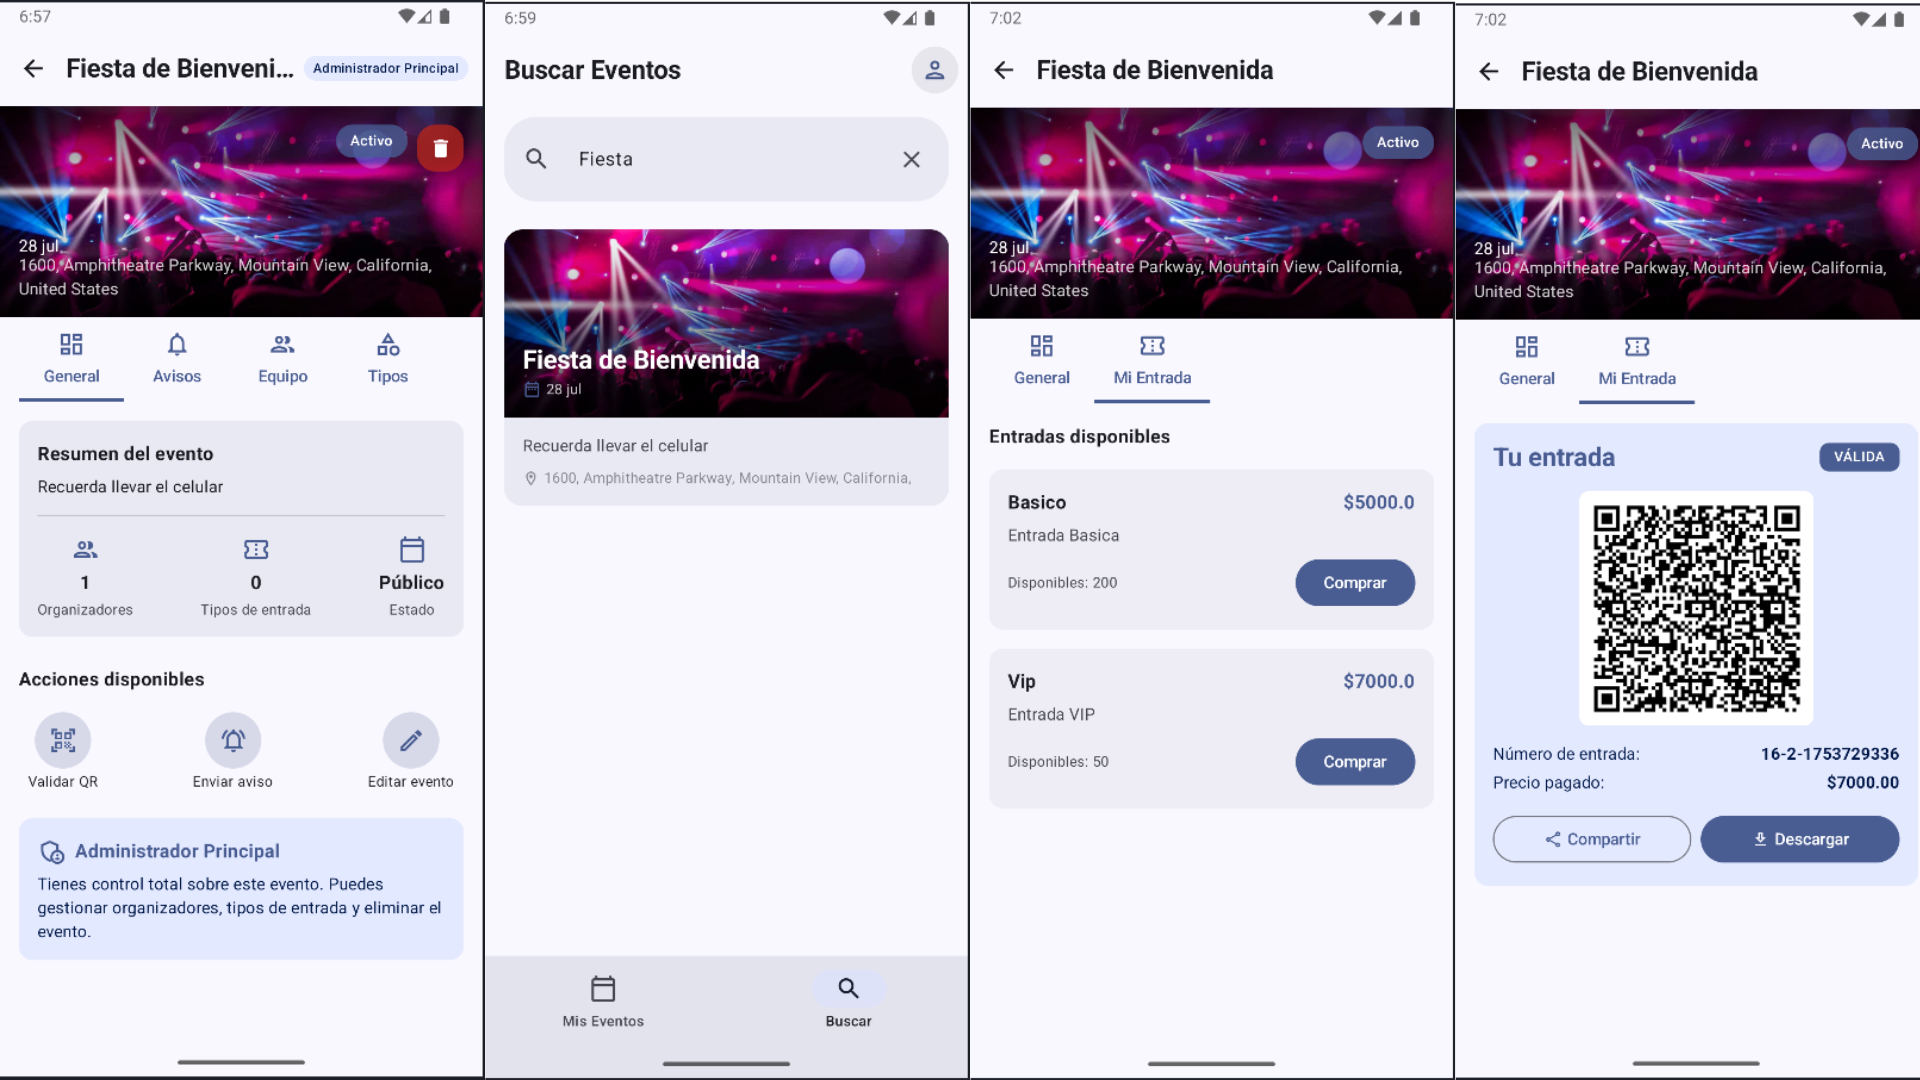 6:57
Fiesta de Bienveni...
Administrador Principal
Activo
28 jul.
1600, Amphitheatre Parkway, Mountain View, California,
United States
General
Avisos
Equipo
Tipos
Resumen del evento
Recuerda llevar el celular
1
0
Público
Organizadores
Tipos de entrada
Estado
Acciones disponibles
Validar QR
Enviar aviso
Editar evento
Administrador Principal
Tienes control total sobre este evento. Puedes
gestionar organizadores, tipos de entrada y eliminar el
evento.
6:59
Buscar Eventos
Fiesta
Fiesta de Bienvenida
28 jul
Recuerda llevar el celular
1600, Amphitheatre Parkway, Mountain View, California,
Mis Eventos
Buscar
7:02
Fiesta de Bienvenida
Activo
28 jul.
1600, Amphitheatre Parkway, Mountain View, California,
United States
General
Mi Entrada
Entradas disponibles
Basico
$5000.0
Entrada Basica
Disponibles: 200
Comprar
Vip
$7000.0
Entrada VIP
Disponibles: 50
Comprar
7:02
Fiesta de Bienvenida
Activo
28 jul.
1600, Amphitheatre Parkway, Mountain View, California,
United States
General
Mi Entrada
Tu entrada
VÁLIDA
Número de entrada:
16-2-1753729336
Precio pagado:
$7000.00
Compartir
Descargar